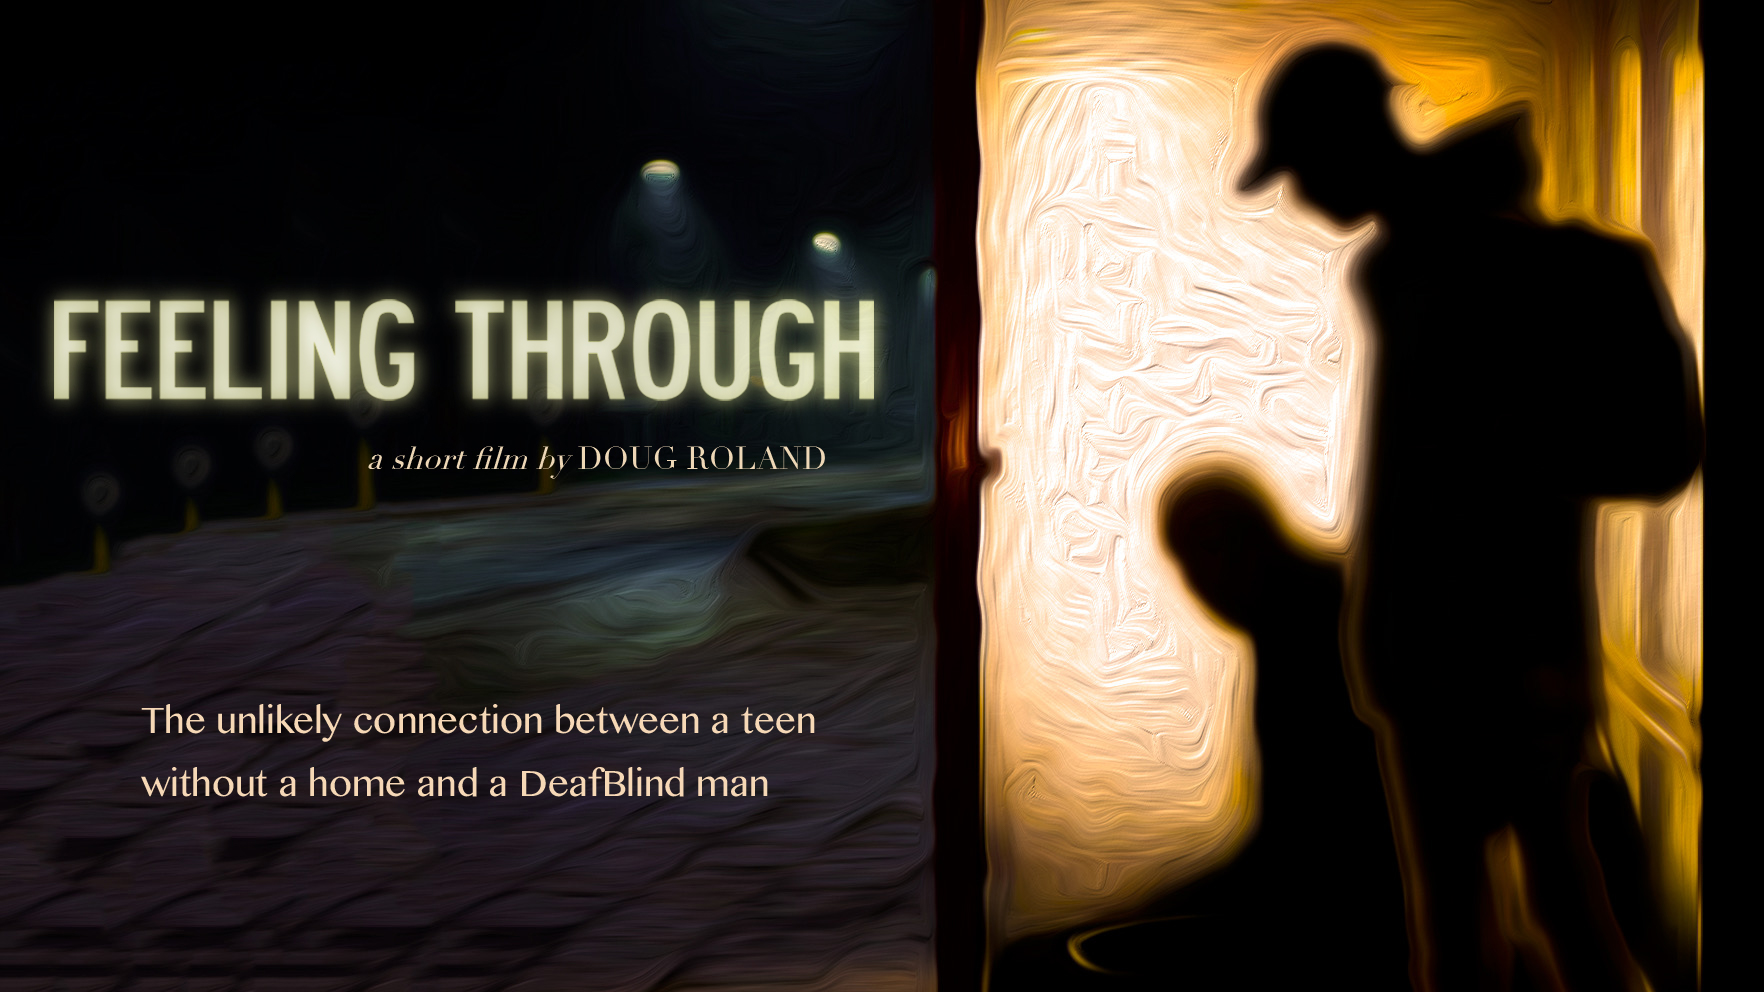 FEELING THROUGH
a short film by DOUG ROLAND
The unlikely connection between a teen
without a home and a DeafBlind man